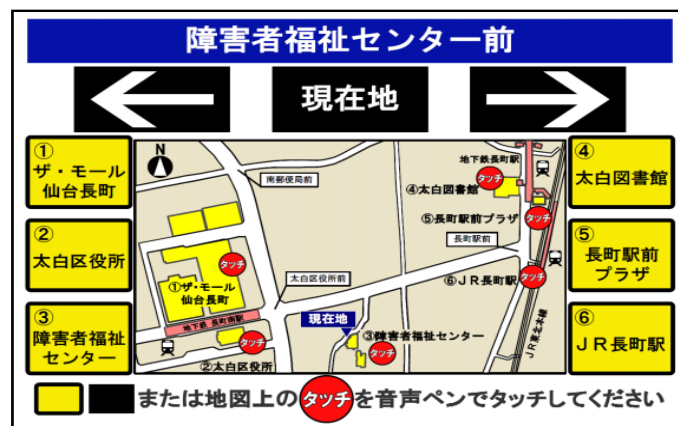 障害者福祉センター前
現在地
①
ザ・モール
仙台長町
②
太白区役所
③
障害者福祉
センター
N
南郵便局前
地下鉄長町駅
タッチ
④太白図書館
⑤長町駅前プラザ
タッチ
長町駅前
タッチ
①ザ・モール
仙台長町
太白区役所前
⑥JR長町駅
タッチ
地下鉄 長町南駅
現在地
JR東北本線
タッチ
②太白区役所
③障害者福祉センター
タッチ
④
太白図書館
⑤
長町駅前
プラザ
⑥
JR長町駅
または地図上のタッチを音声ペンでタッチしてください